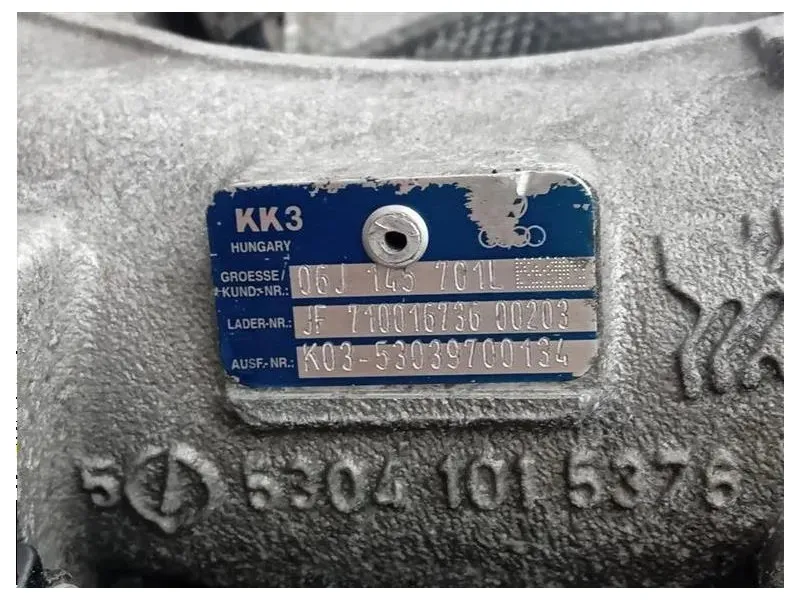 KK3
HUNGARY
GROESSE/
KUND.-NR.: 06J 145 701L
LADER-NR.: JF 710016736 00203
AUSF.-NR.: K03-53039700134
5 5304 101 5376